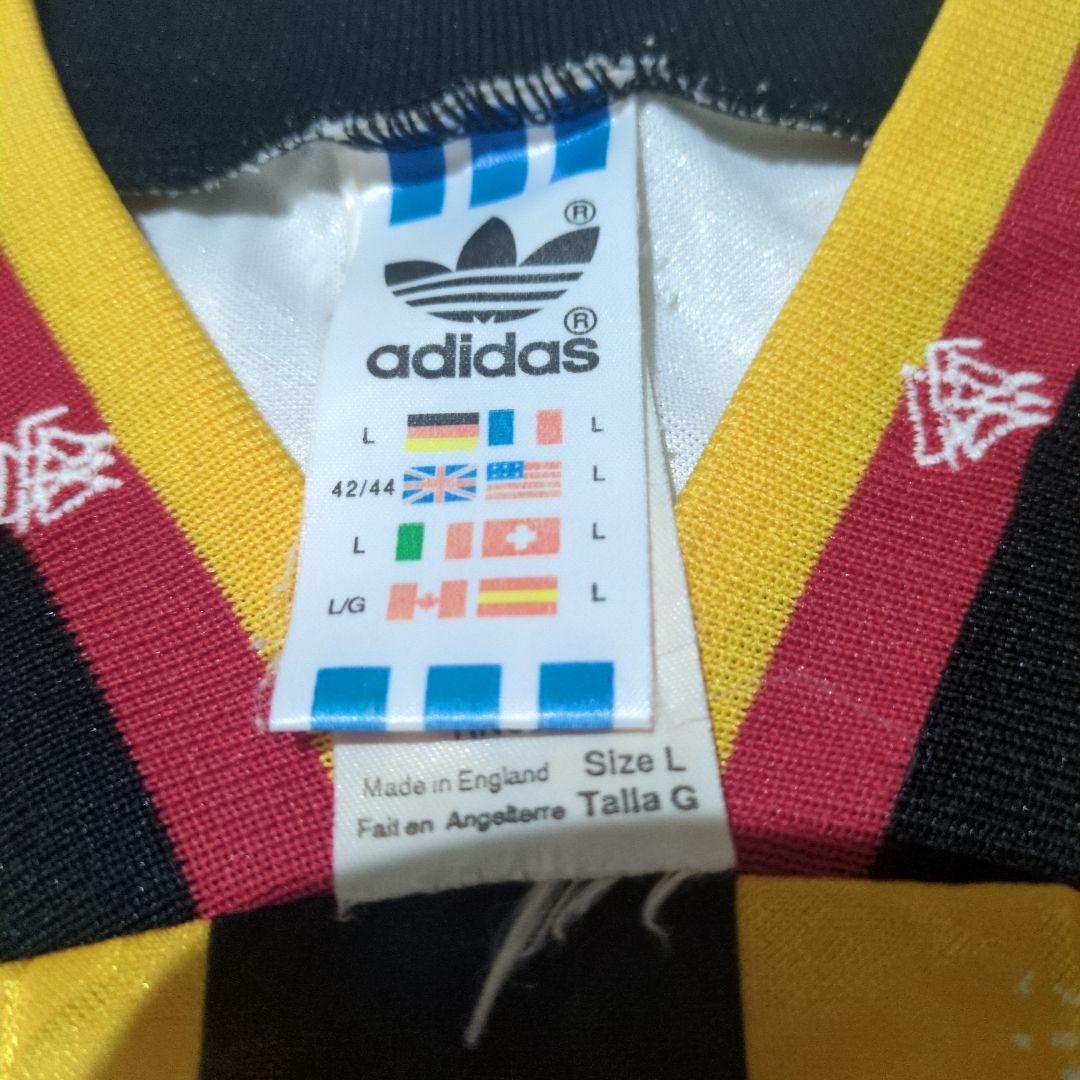 ®
®
adidas
L L
42/44 L
L L
L/G L
Made in England Size L
Fait en Angelterre Talla G